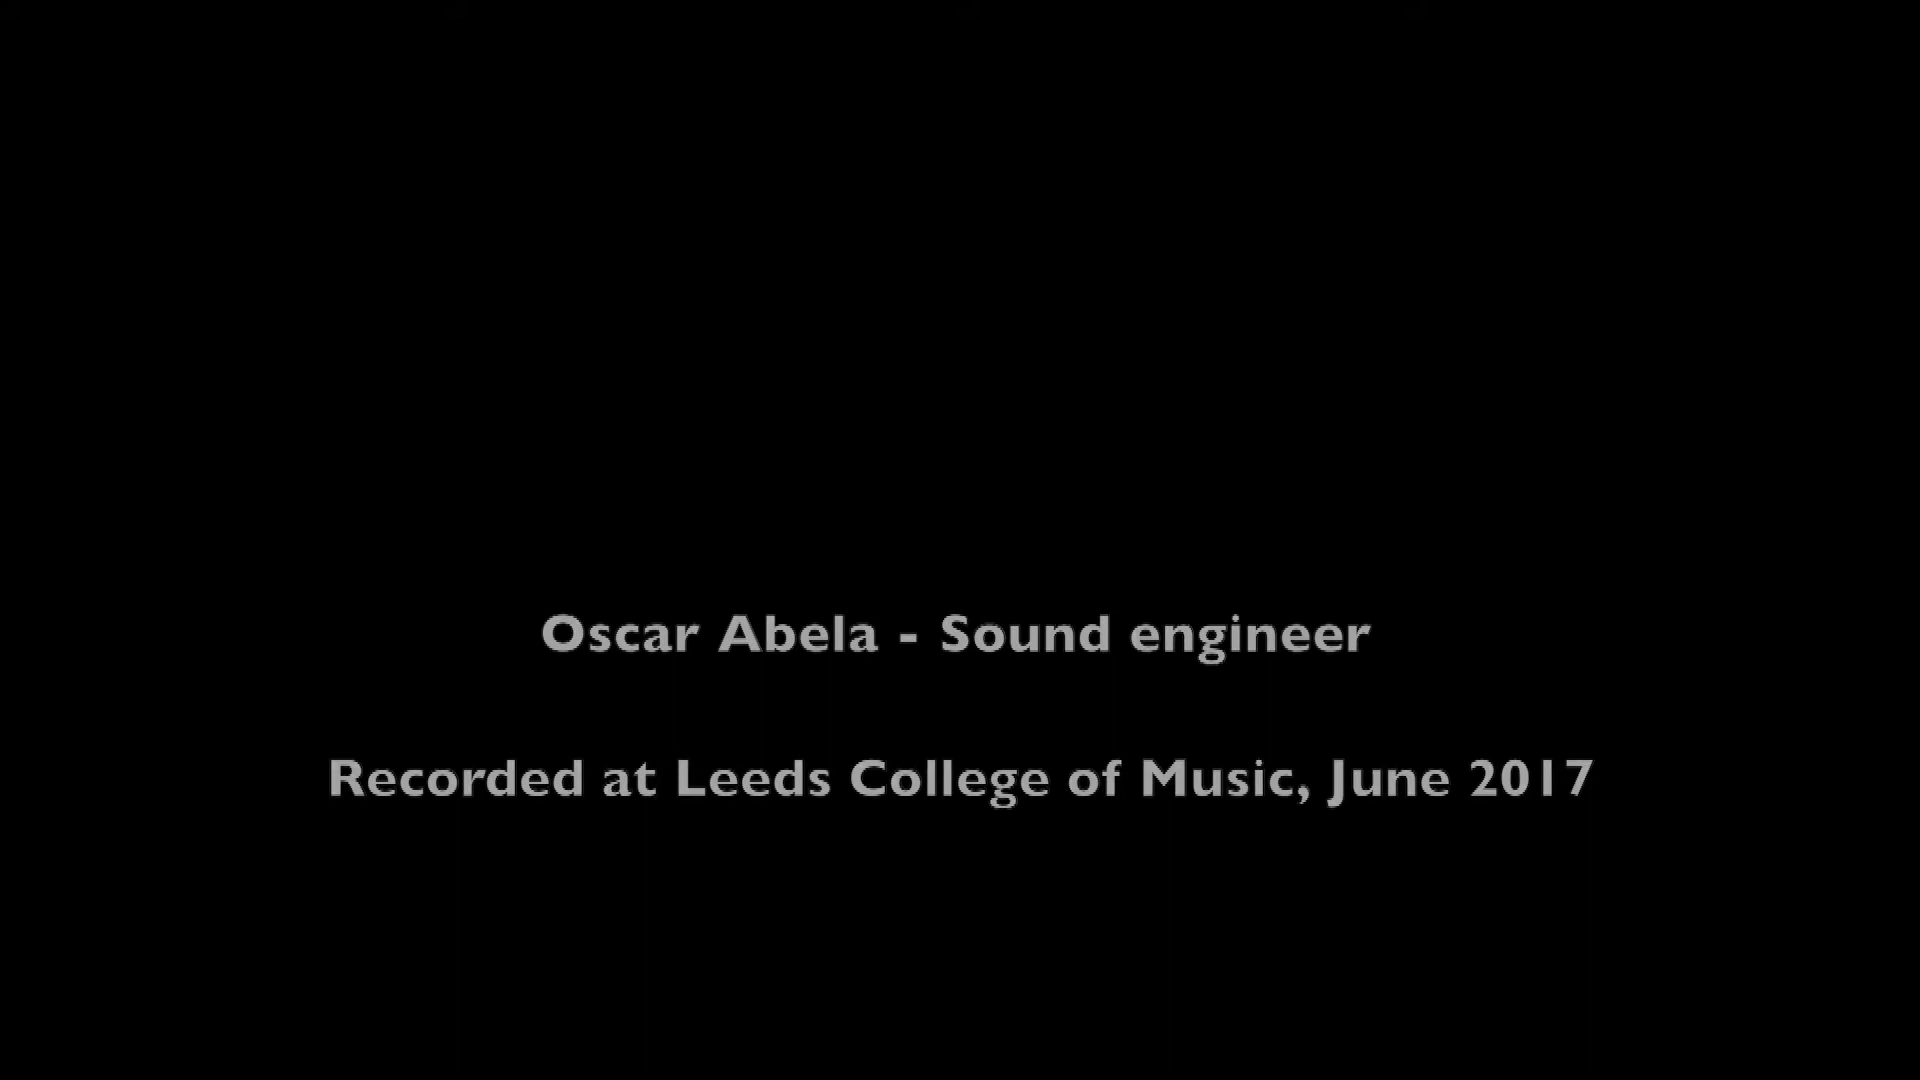 Oscar Abela - Sound engineer
Recorded at Leeds College of Music, June 2017